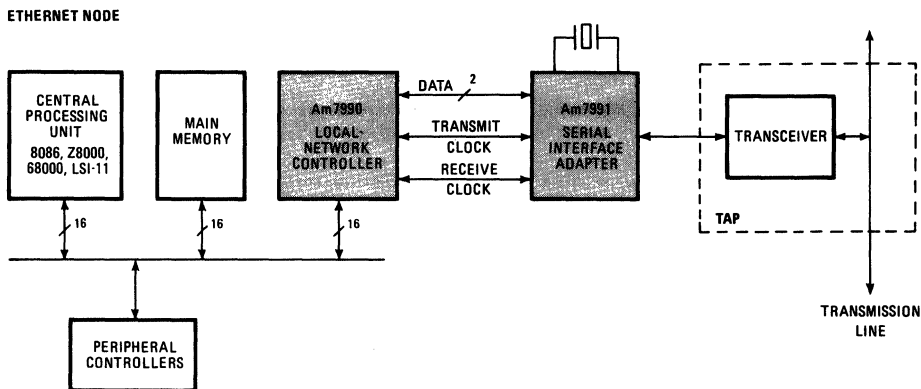 ETHERNET NODE
CENTRAL
PROCESSING
UNIT
8086, Z8000,
68000, LSI-11
MAIN
MEMORY
Am7990
LOCAL-
NETWORK
CONTROLLER
DATA
2
TRANSMIT
CLOCK
RECEIVE
CLOCK
Am7991
SERIAL
INTERFACE
ADAPTER
TRANSCEIVER
TAP
16
16
16
PERIPHERAL
CONTROLLERS
TRANSMISSION
LINE